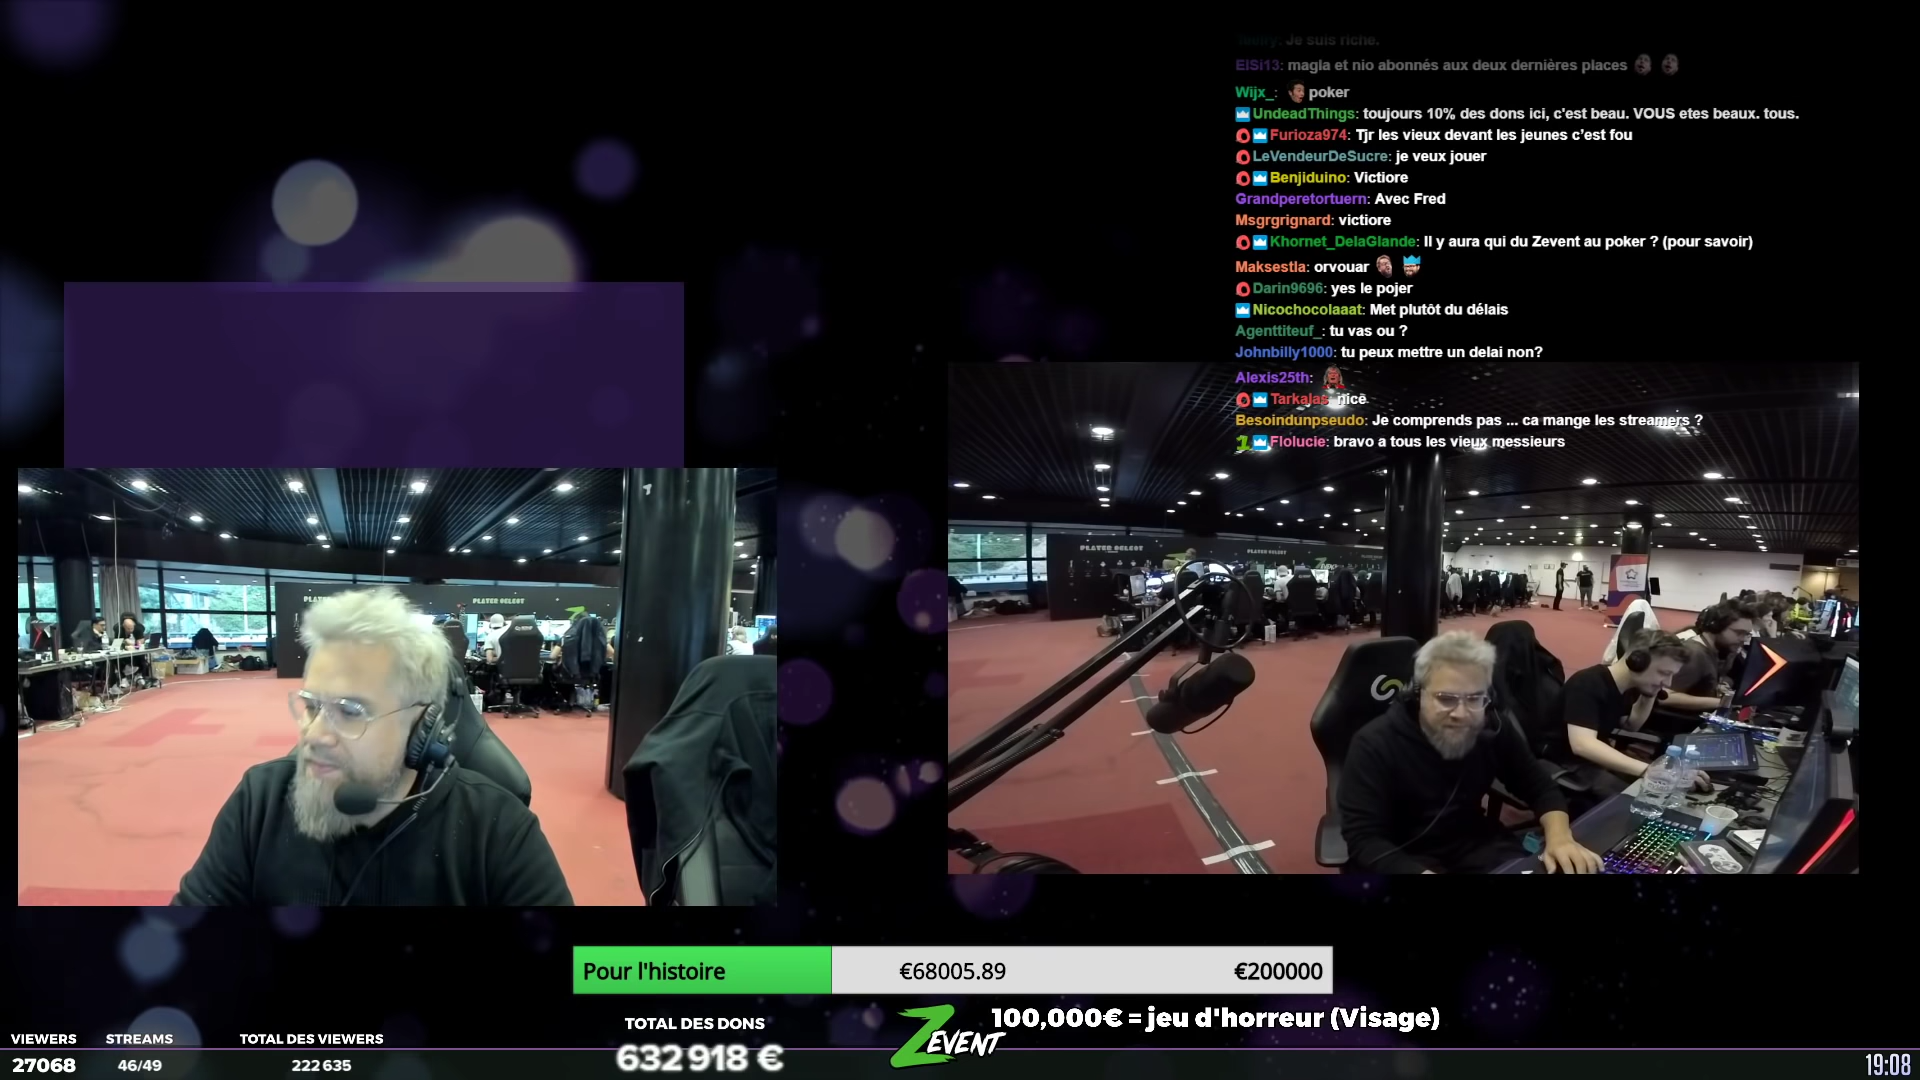 Je suis riche.
ElSi13: magla et nio abonnés aux deux dernières places
Wijx_: poker
UndeadThings: toujours 10% des dons ici, c'est beau. VOUS etes beaux. tous.
Furioza974: Tjr les vieux devant les jeunes c'est fou
LeVendeurDeSucre: je veux jouer
Benjiduino: Victiore
Grandperetortuern: Avec Fred
Msgrgrignard: victiore
Khornet_DelaGlande: Il y aura qui du Zevent au poker ? (pour savoir)
Maksestla: orvouar
Darin9696: yes le pojer
Nicochocolaaat: Met plutôt du délais
Agenttiteuf_: tu vas ou ?
Johnbilly1000: tu peux mettre un delai non?
Alexis25th:
Tarkalas: nice
Besoindunpseudo: Je comprends pas ... ca mange les streamers ?
Flolucie: bravo a tous les vieux messieurs
PLAYER SELECT
PLAYER SELECT
PLAYER SELECT
Pour l'histoire €68005.89 €200000
100,000€ = jeu d'horreur (Visage)
ZEVENT
TOTAL DES DONS
632 918 €
VIEWERS STREAMS TOTAL DES VIEWERS
27068 46/49 222 635
19:08